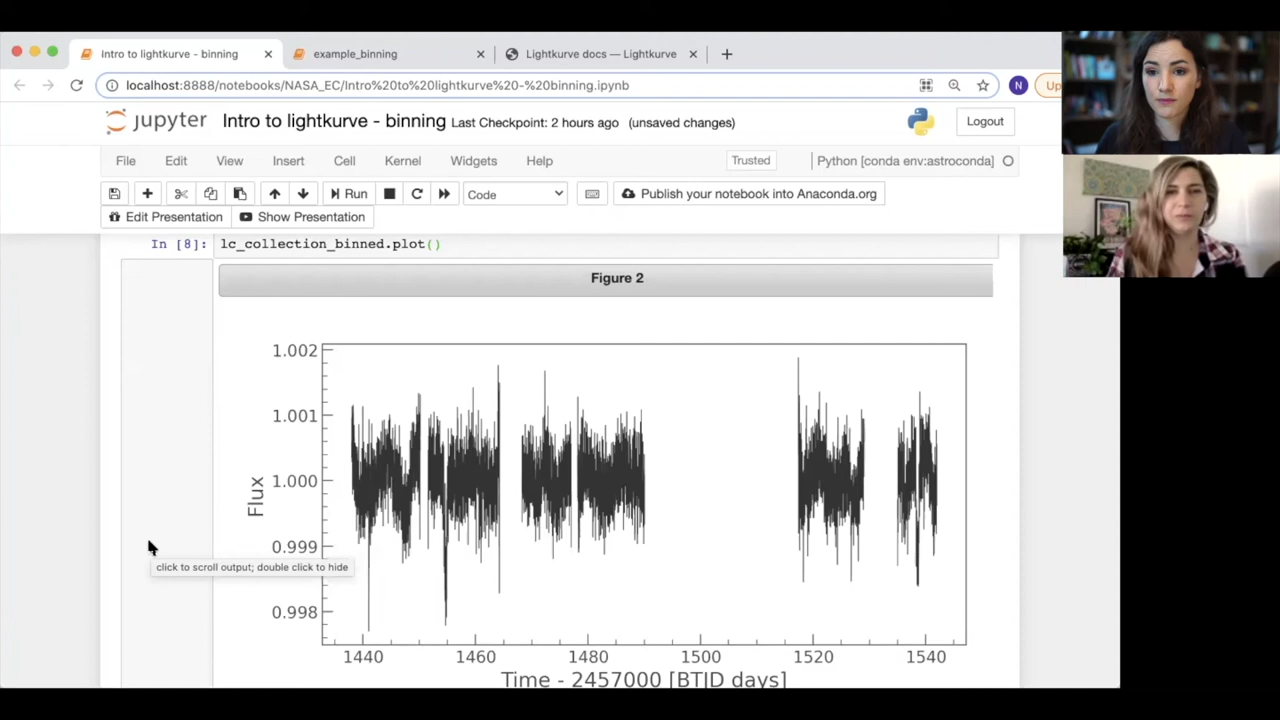 Intro to lightkurve - binning
example_binning
Lightkurve docs — Lightkurve
localhost:8888/notebooks/NASA_EC/Intro%20to%20lightkurve%20-%20binning.ipynb
N
Up
jupyter Intro to lightkurve - binning Last Checkpoint: 2 hours ago (unsaved changes)
Logout
File Edit View Insert Cell Kernel Widgets Help
Trusted
Python [conda env:astroconda]
Run
Code
Publish your notebook into Anaconda.org
Edit Presentation
Show Presentation
In [8]: lc_collection_binned.plot()
Figure 2
1.002
1.001
1.000
0.999
0.998
Flux
click to scroll output; double click to hide
1440 1460 1480 1500 1520 1540
Time - 2457000 [BTJD days]